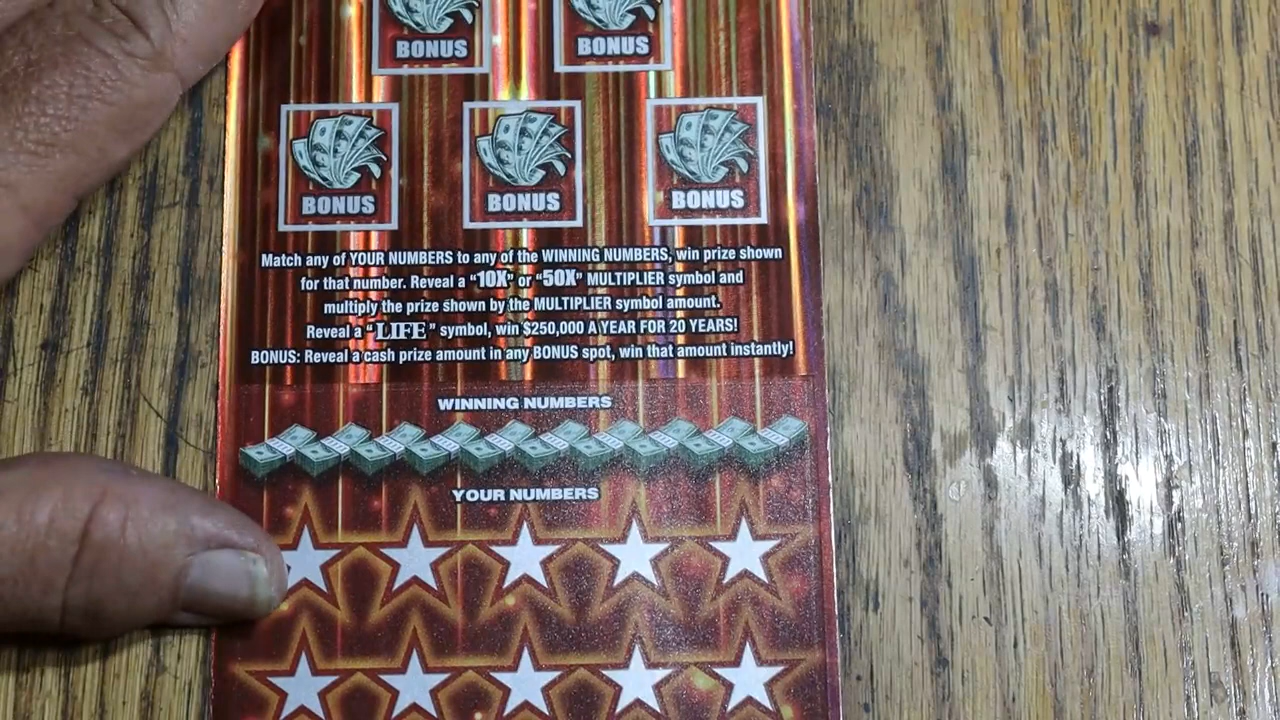 BONUS BONUS
BONUS BONUS BONUS
Match any of YOUR NUMBERS to any of the WINNING NUMBERS, win prize shown
for that number. Reveal a "10X" or "50X" MULTIPLIER symbol and
multiply the prize shown by the MULTIPLIER symbol amount.
Reveal a "LIFE" symbol, win $250,000 A YEAR FOR 20 YEARS!
BONUS: Reveal a cash prize amount in any BONUS spot, win that amount instantly!
WINNING NUMBERS
YOUR NUMBERS